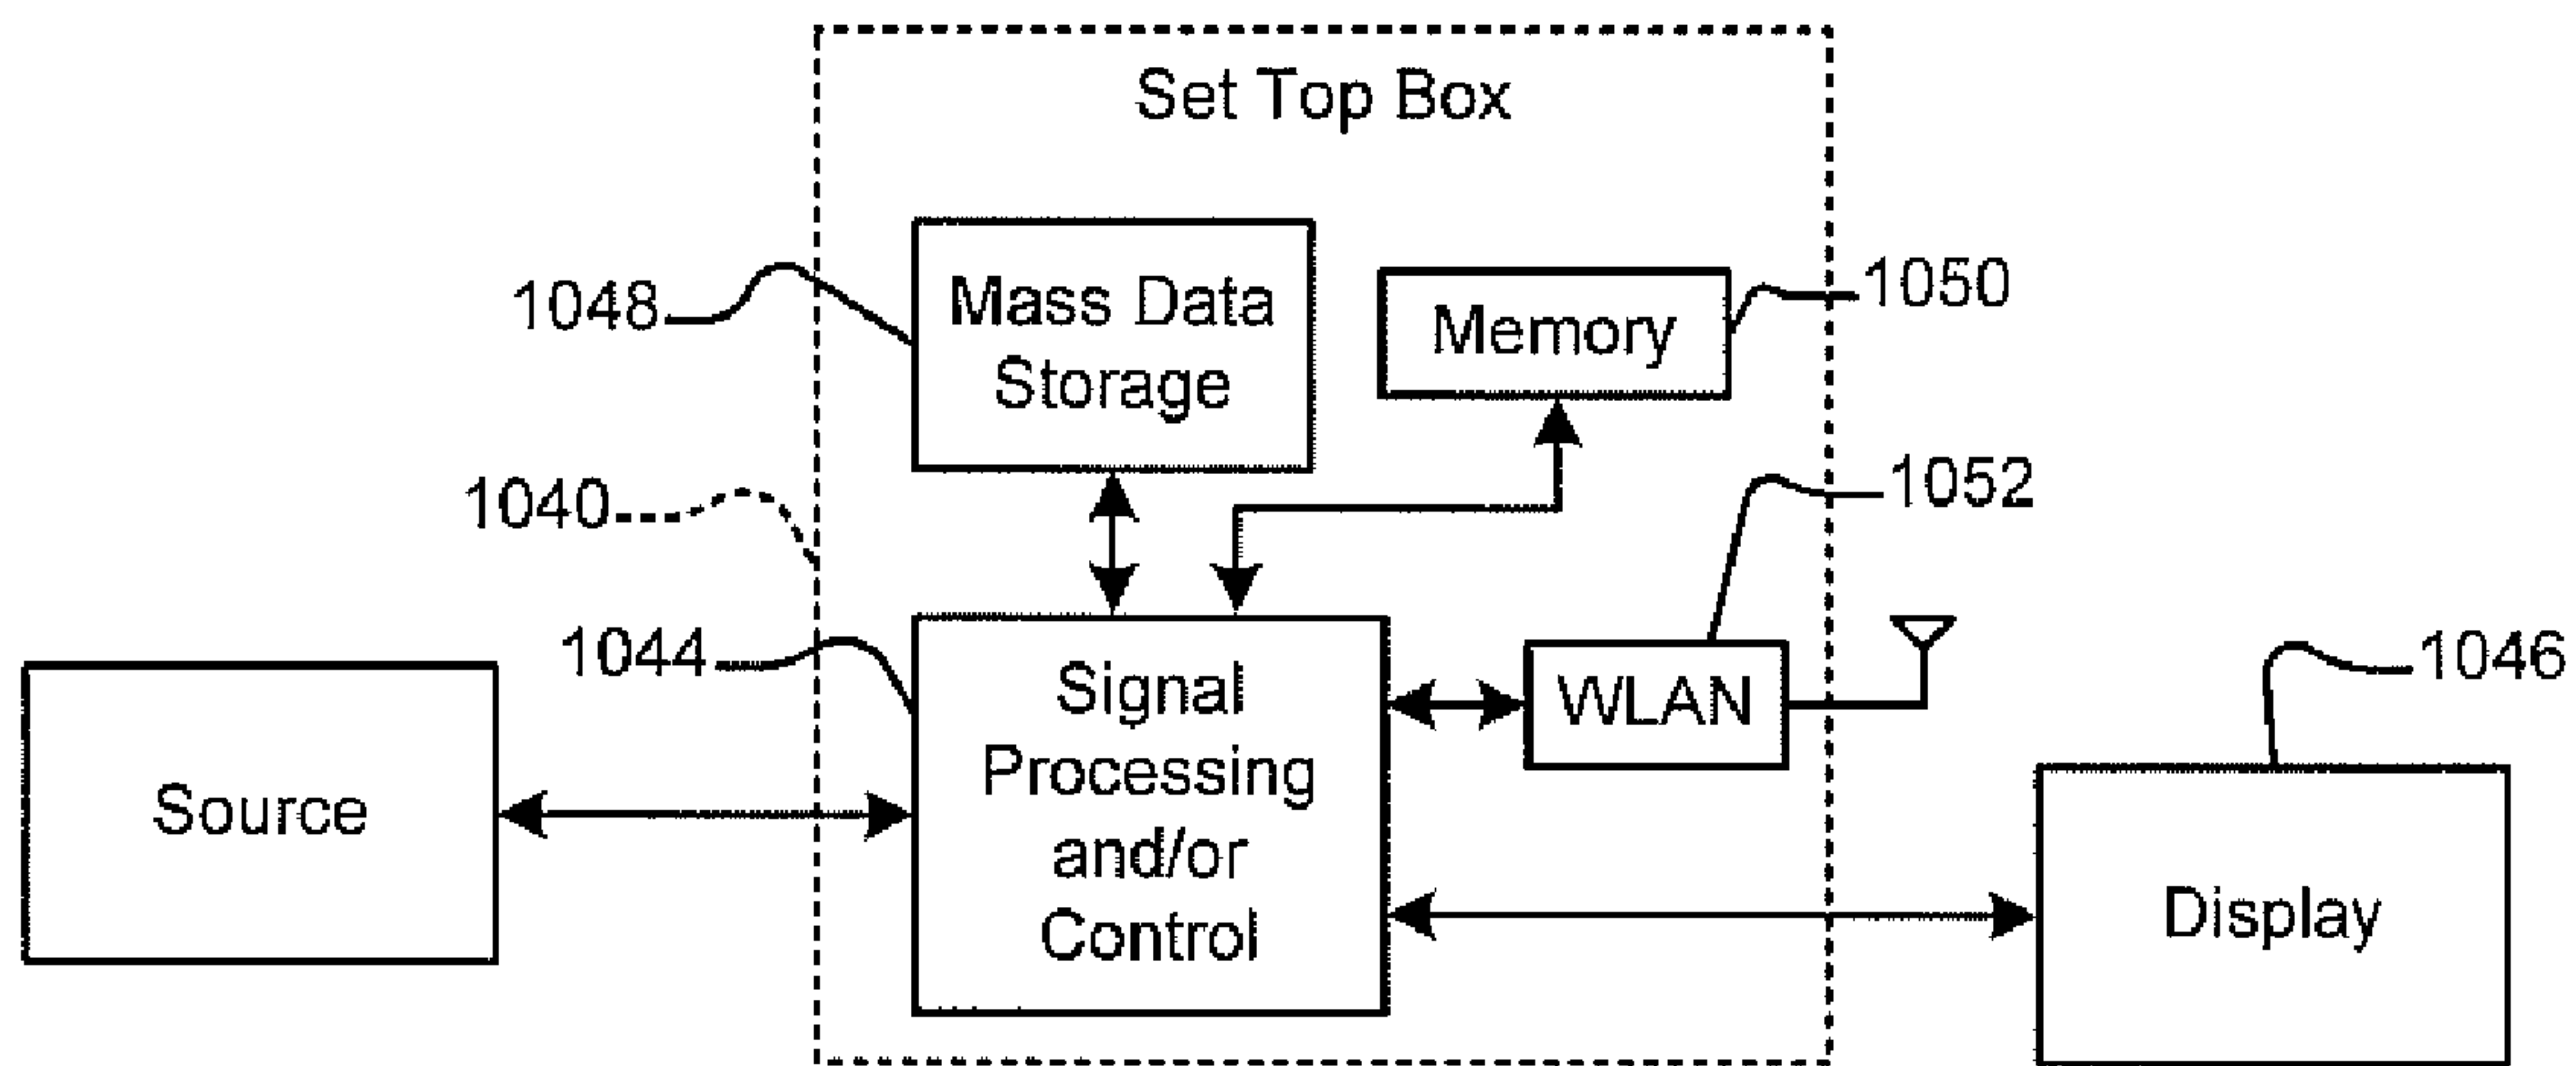 Set Top Box
1048
Mass Data
Storage
Memory
1050
1040
1052
1044
Signal
Processing
and/or
Control
WLAN
1046
Source
Display